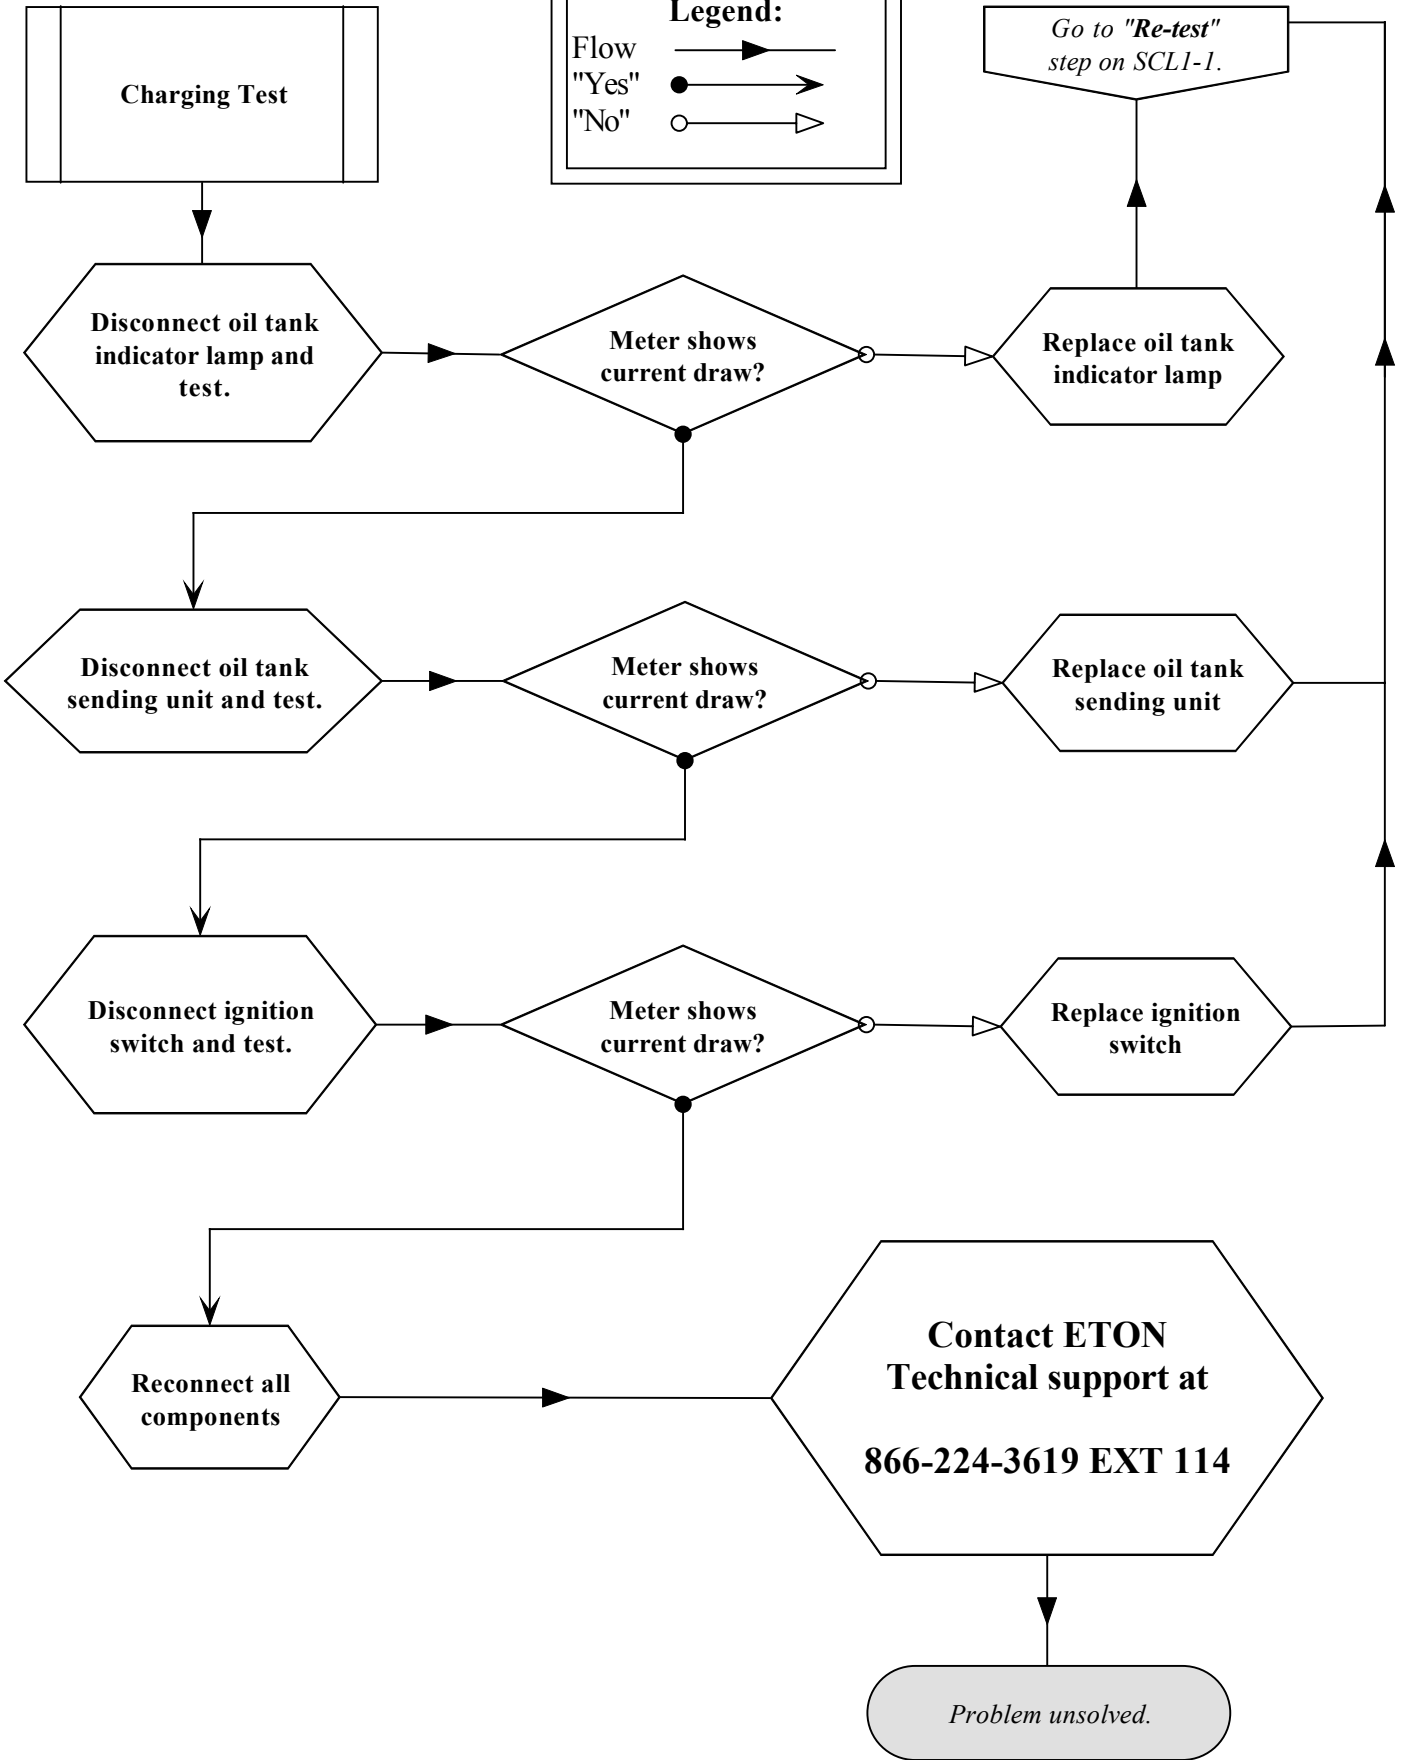 Charging Test
Legend:
Flow
"Yes"
"No"
Go to "Re-test"
step on SCL1-1.
Disconnect oil tank
indicator lamp and
test.
Meter shows
current draw?
Replace oil tank
indicator lamp
Disconnect oil tank
sending unit and test.
Meter shows
current draw?
Replace oil tank
sending unit
Disconnect ignition
switch and test.
Meter shows
current draw?
Replace ignition
switch
Reconnect all
components
Contact ETON
Technical support at
866-224-3619 EXT 114
Problem unsolved.